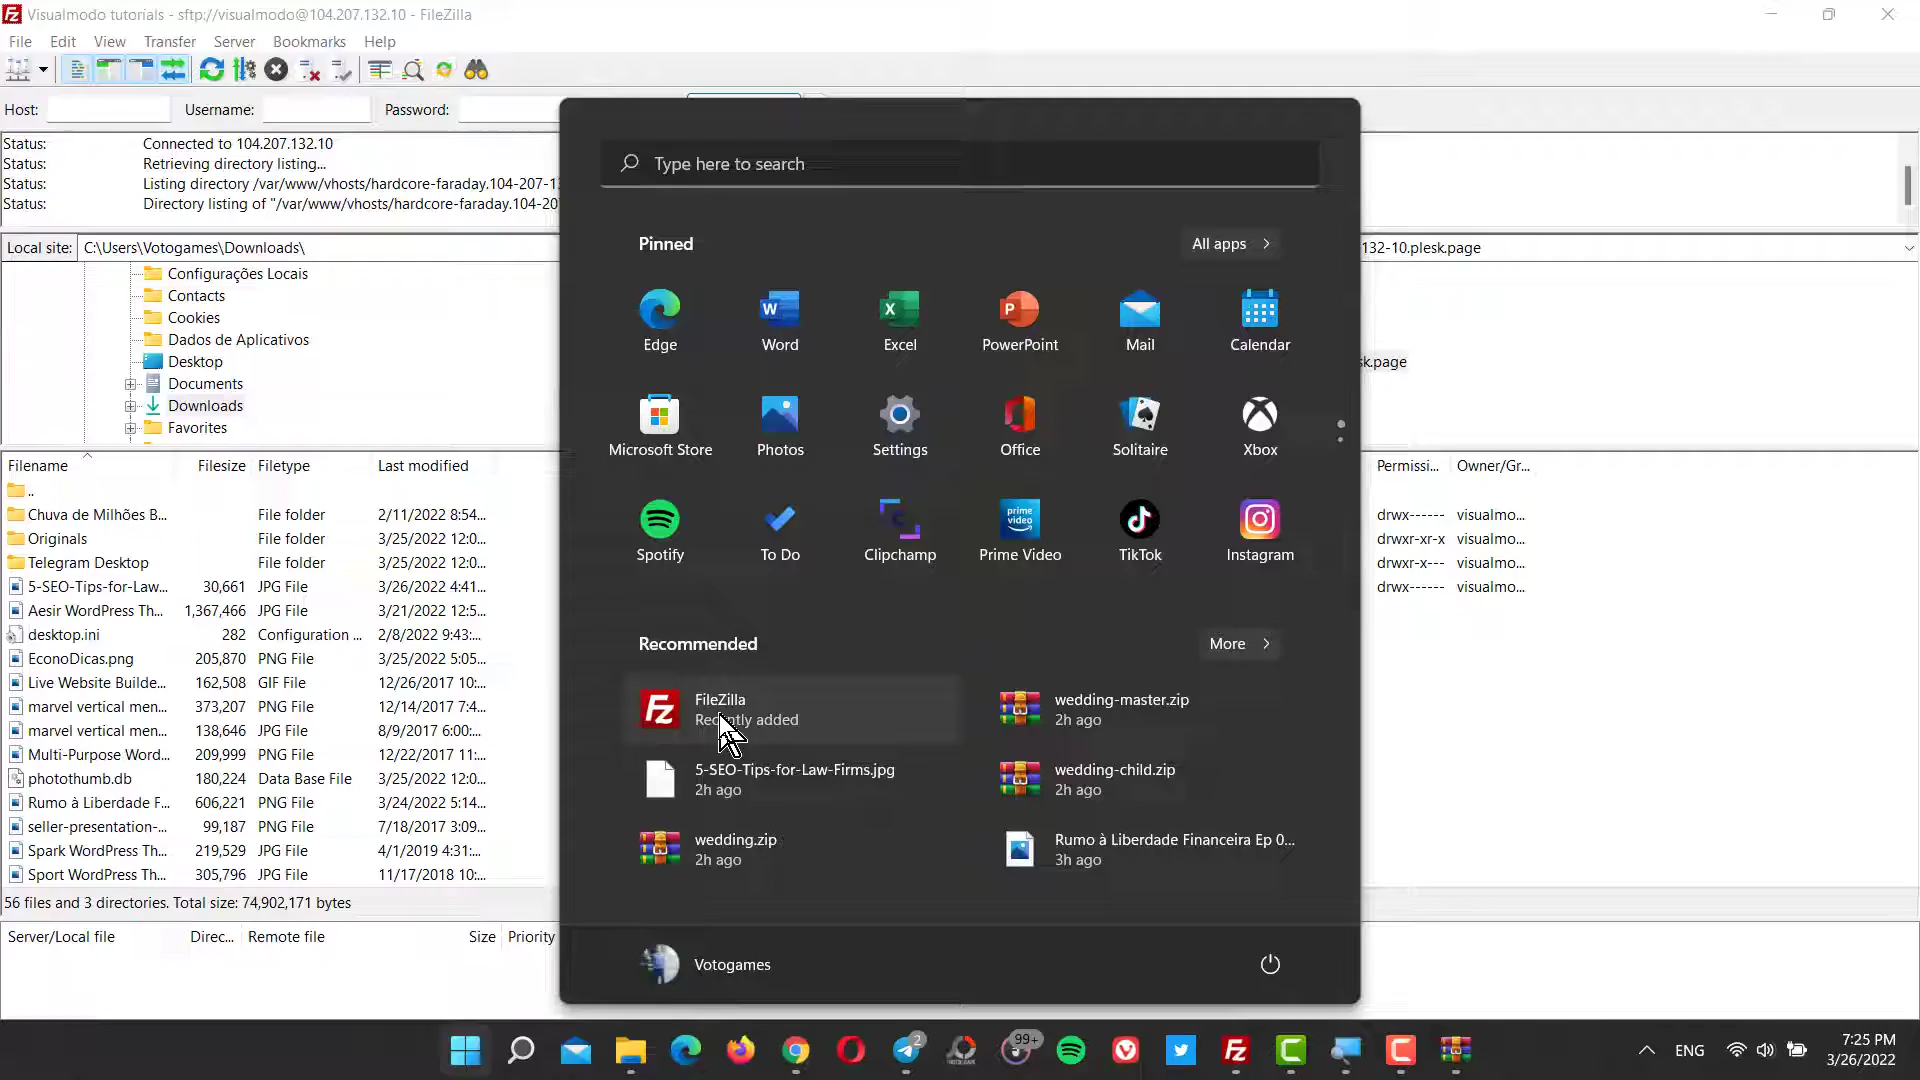 Visualmodo tutorials - sftp://visualmodo@104.207.132.10 - FileZilla
File Edit View Transfer Server Bookmarks Help
Host: Username: Password:
Status: Connected to 104.207.132.10
Status: Retrieving directory listing...
Status: Listing directory /var/www/vhosts/hardcore-faraday.104-207-13
Status: Directory listing of "/var/www/vhosts/hardcore-faraday.104-20
Local site: C:\Users\Votogames\Downloads\
132-10.plesk.page
Configurações Locais
Contacts
Cookies
Dados de Aplicativos
Desktop
Documents
Downloads
Favorites
sk.page
Filename Filesize Filetype Last modified
..
Chuva de Milhões B... File folder 2/11/2022 8:54...
Originals File folder 3/25/2022 12:0...
Telegram Desktop File folder 3/25/2022 12:0...
5-SEO-Tips-for-Law... 30,661 JPG File 3/26/2022 4:41...
Aesir WordPress Th... 1,367,466 JPG File 3/21/2022 12:5...
desktop.ini 282 Configuration ... 2/8/2022 9:43:...
EconoDicas.png 205,870 PNG File 3/25/2022 5:05...
Live Website Builde... 162,508 GIF File 12/26/2017 10:...
marvel vertical men... 373,207 PNG File 12/14/2017 7:4...
marvel vertical men... 138,646 JPG File 8/9/2017 6:00:...
Multi-Purpose Word... 209,999 PNG File 12/22/2017 11:...
photothumb.db 180,224 Data Base File 3/25/2022 12:0...
Rumo à Liberdade F... 606,221 PNG File 3/24/2022 5:14...
seller-presentation-... 99,187 PNG File 7/18/2017 3:09...
Spark WordPress Th... 219,529 JPG File 4/1/2019 4:31:...
Sport WordPress Th... 305,796 JPG File 11/17/2018 10:...
56 files and 3 directories. Total size: 74,902,171 bytes
Server/Local file Direc... Remote file Size Priority
Permissi... Owner/Gr...
drwx------ visualmo...
drwxr-xr-x visualmo...
drwxr-x--- visualmo...
drwx------ visualmo...
Type here to search
Pinned
All apps
Edge Word Excel PowerPoint Mail Calendar
Microsoft Store Photos Settings Office Solitaire Xbox
prime video
Spotify To Do Clipchamp Prime Video TikTok Instagram
Recommended
More
FileZilla
Recently added
wedding-master.zip
2h ago
5-SEO-Tips-for-Law-Firms.jpg
2h ago
wedding-child.zip
2h ago
wedding.zip
2h ago
Rumo à Liberdade Financeira Ep 0...
3h ago
Votogames
2
99+
ENG
7:25 PM
3/26/2022